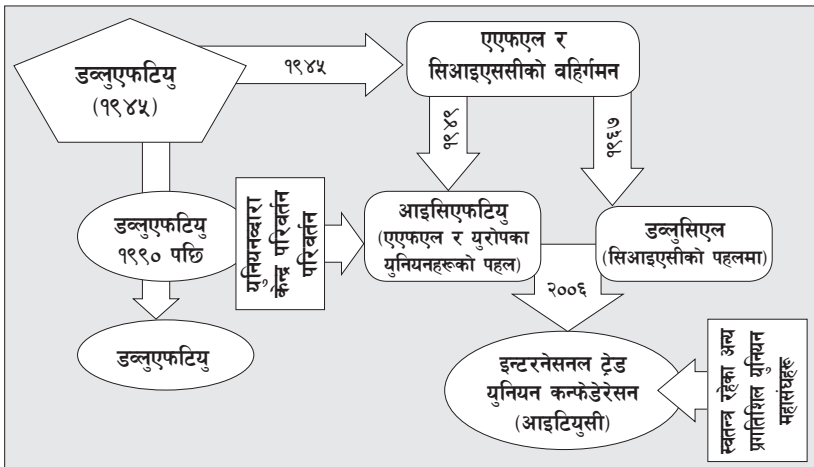 डब्लुएफटियु
(१९४५)
१९४५
एएफएल र
सिआइएससीको वहिर्गमन
१९४९
१९६७
डब्लुएफटियु
१९९० पछि
युनियनब्दारा
केन्द्र परिवर्तन
परिवर्तन
आइसिएफटियु
(एएफएल र युरोपका
युनियनहरूको पहल)
डब्लुसिएल
(सिआइएसीको पहलमा)
२००६
डब्लुएफटियु
इन्टरनेसनल ट्रेड
युनियन कन्फेडेरेसन
(आइटियुसी)
स्वतन्त्र रहेका अन्य
प्रगतिशिल युनियन
महासंघहरू